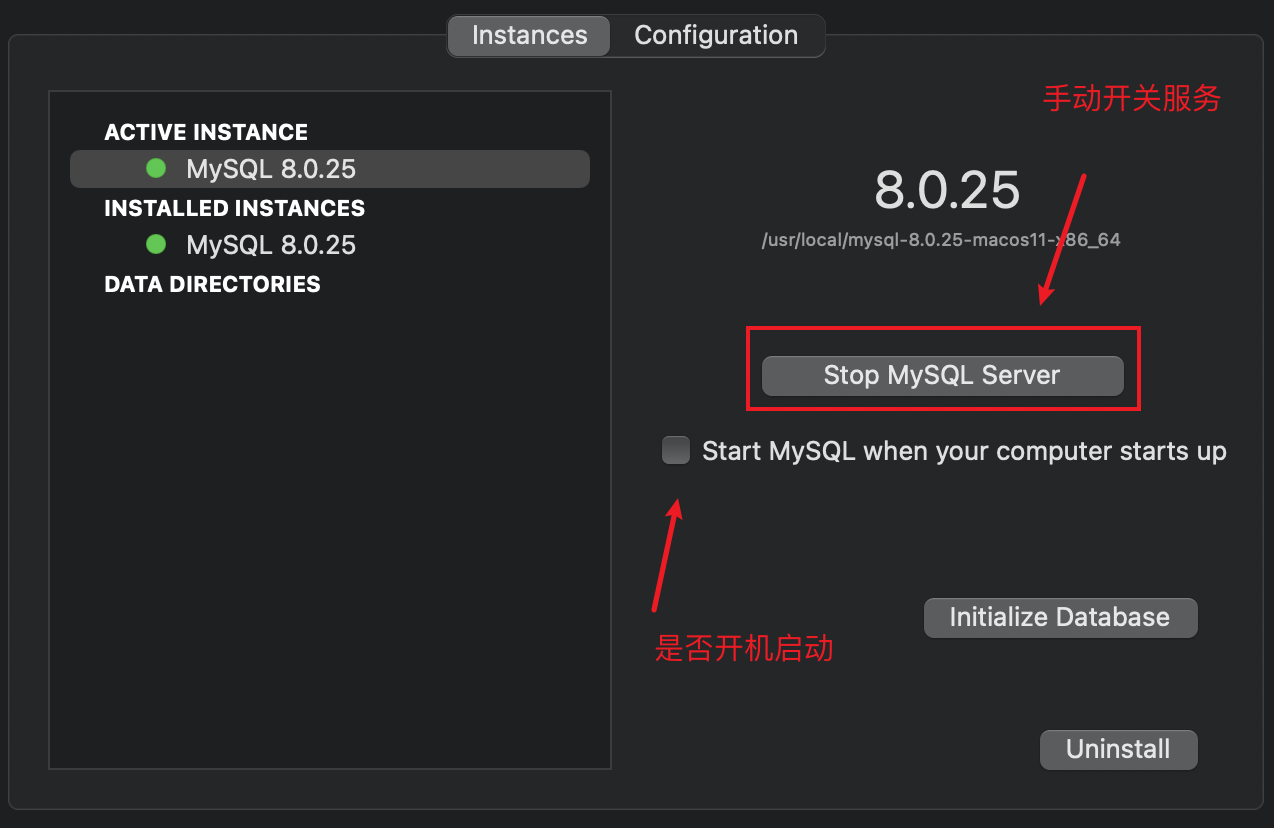 Instances
Configuration
ACTIVE INSTANCE
MySQL 8.0.25
INSTALLED INSTANCES
MySQL 8.0.25
DATA DIRECTORIES
手动开关服务
8.0.25
/usr/local/mysql-8.0.25-macos11-x86_64
Stop MySQL Server
Start MySQL when your computer starts up
是否开机启动
Initialize Database
Uninstall